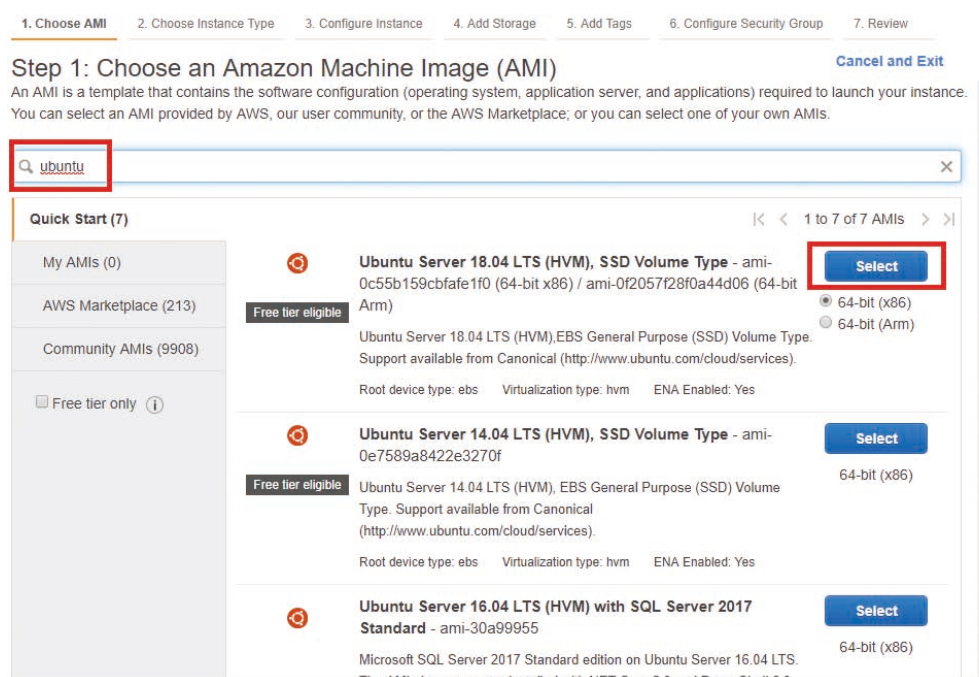 1. Choose AMI 2. Choose Instance Type 3. Configure Instance 4. Add Storage 5. Add Tags 6. Configure Security Group 7. Review
Step 1: Choose an Amazon Machine Image (AMI)
Cancel and Exit
An AMI is a template that contains the software configuration (operating system, application server, and applications) required to launch your instance.
You can select an AMI provided by AWS, our user community, or the AWS Marketplace; or you can select one of your own AMIs.
ubuntu
Quick Start (7)
1 to 7 of 7 AMIs
My AMIs (0)
AWS Marketplace (213)
Community AMIs (9908)
Free tier only
Free tier eligible
Ubuntu Server 18.04 LTS (HVM), SSD Volume Type - ami-
0c55b159cbfafe1f0 (64-bit x86) / ami-0f2057f28f0a44d06 (64-bit
Arm)
Ubuntu Server 18.04 LTS (HVM),EBS General Purpose (SSD) Volume Type.
Support available from Canonical (http://www.ubuntu.com/cloud/services).
Root device type: ebs Virtualization type: hvm ENA Enabled: Yes
Select
64-bit (x86)
64-bit (Arm)
Free tier eligible
Ubuntu Server 14.04 LTS (HVM), SSD Volume Type - ami-
0e7589a8422e3270f
Ubuntu Server 14.04 LTS (HVM), EBS General Purpose (SSD) Volume
Type. Support available from Canonical
(http://www.ubuntu.com/cloud/services).
Root device type: ebs Virtualization type: hvm ENA Enabled: Yes
Select
64-bit (x86)
Ubuntu Server 16.04 LTS (HVM) with SQL Server 2017
Standard - ami-30a99955
Microsoft SQL Server 2017 Standard edition on Ubuntu Server 16.04 LTS.
Select
64-bit (x86)